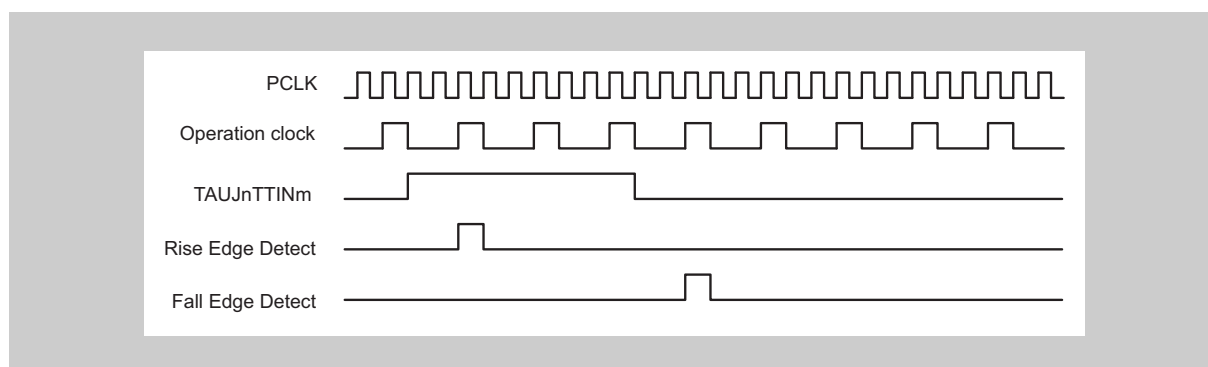 PCLK
Operation clock
TAUJnTTINm
Rise Edge Detect
Fall Edge Detect